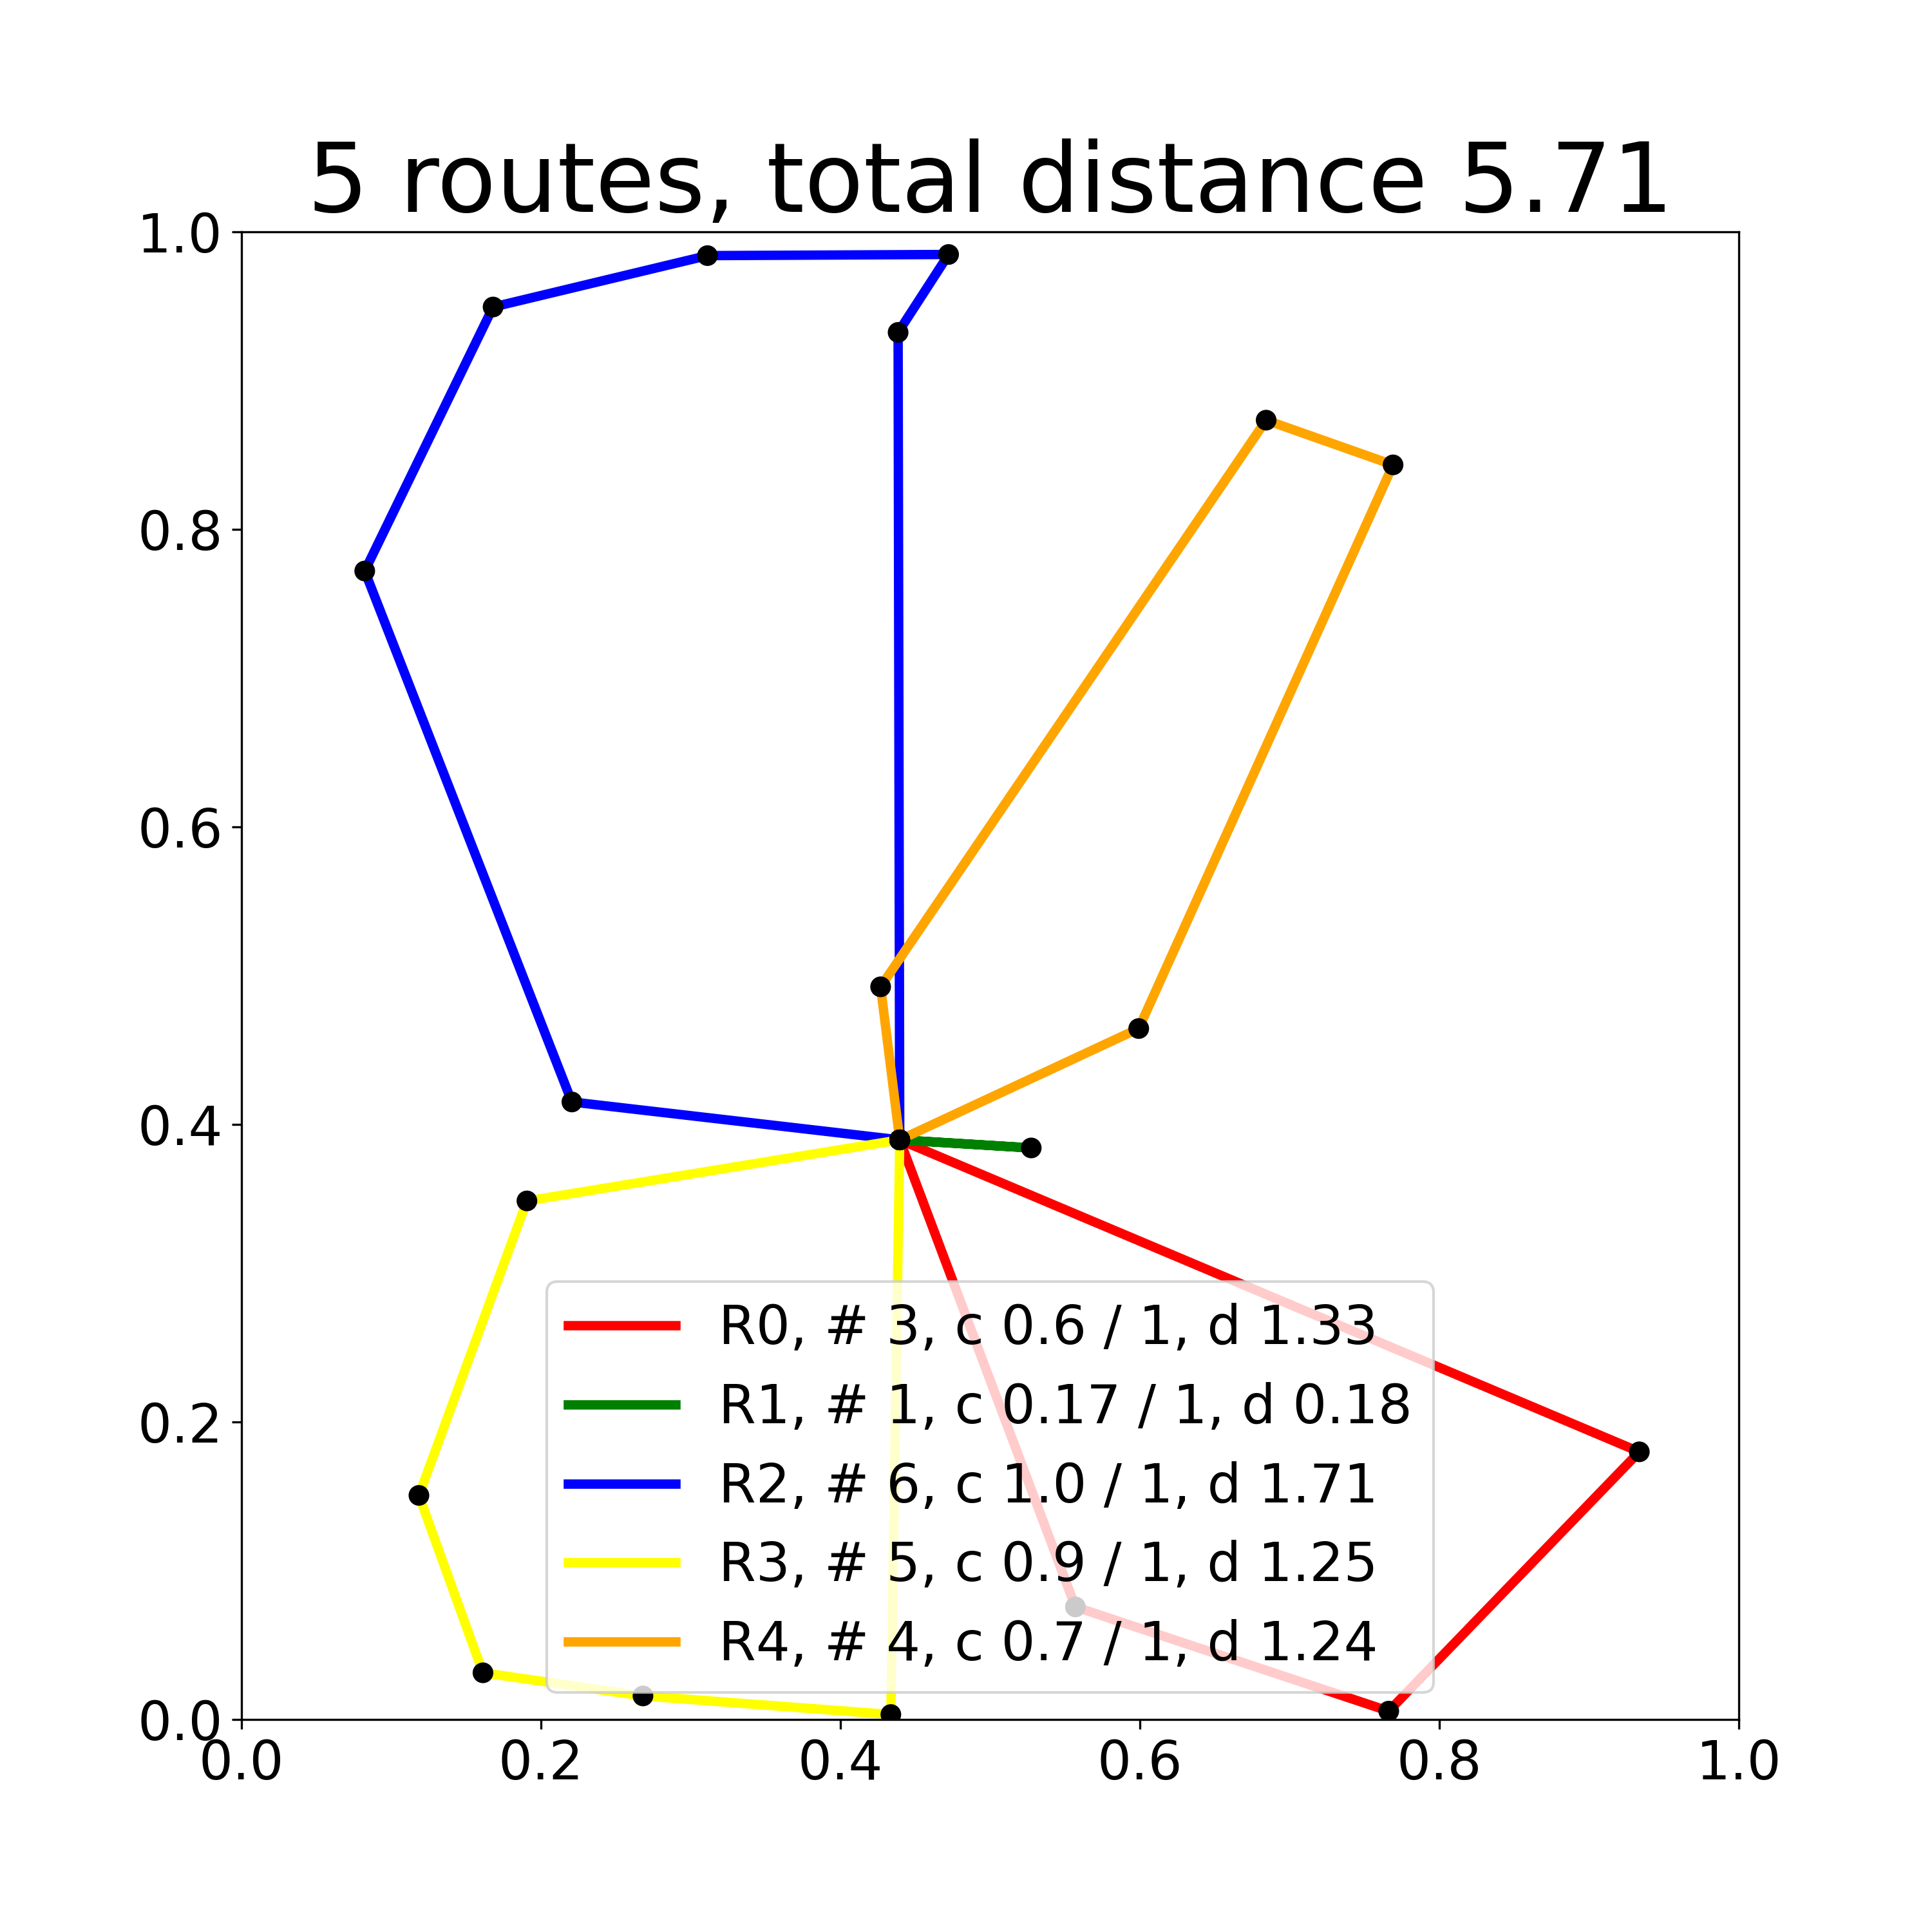 5 routes, total distance 5.71
1.0
0.8
0.6
0.4
0.2
0.0
R0, # 3, c 0.6 / 1, d 1.33
R1, # 1, c 0.17 / 1, d 0.18
R2, # 6, c 1.0 / 1, d 1.71
R3, # 5, c 0.9 / 1, d 1.25
R4, # 4, c 0.7 / 1, d 1.24
0.0 0.2 0.4 0.6 0.8 1.0